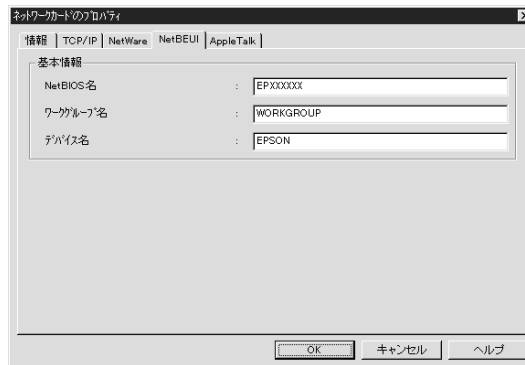 ﾈｯﾄﾜｰｸｶｰﾄﾞのﾌﾟﾛﾊﾟﾃｨ
情報 TCP/IP NetWare NetBEUI AppleTalk
基本情報
NetBIOS名 : EPXXXXXX
ﾜｰｸｸﾞﾙｰﾌﾟ名 : WORKGROUP
ﾃﾞﾊﾞｲｽ名 : EPSON
OK キャンセル ヘルプ